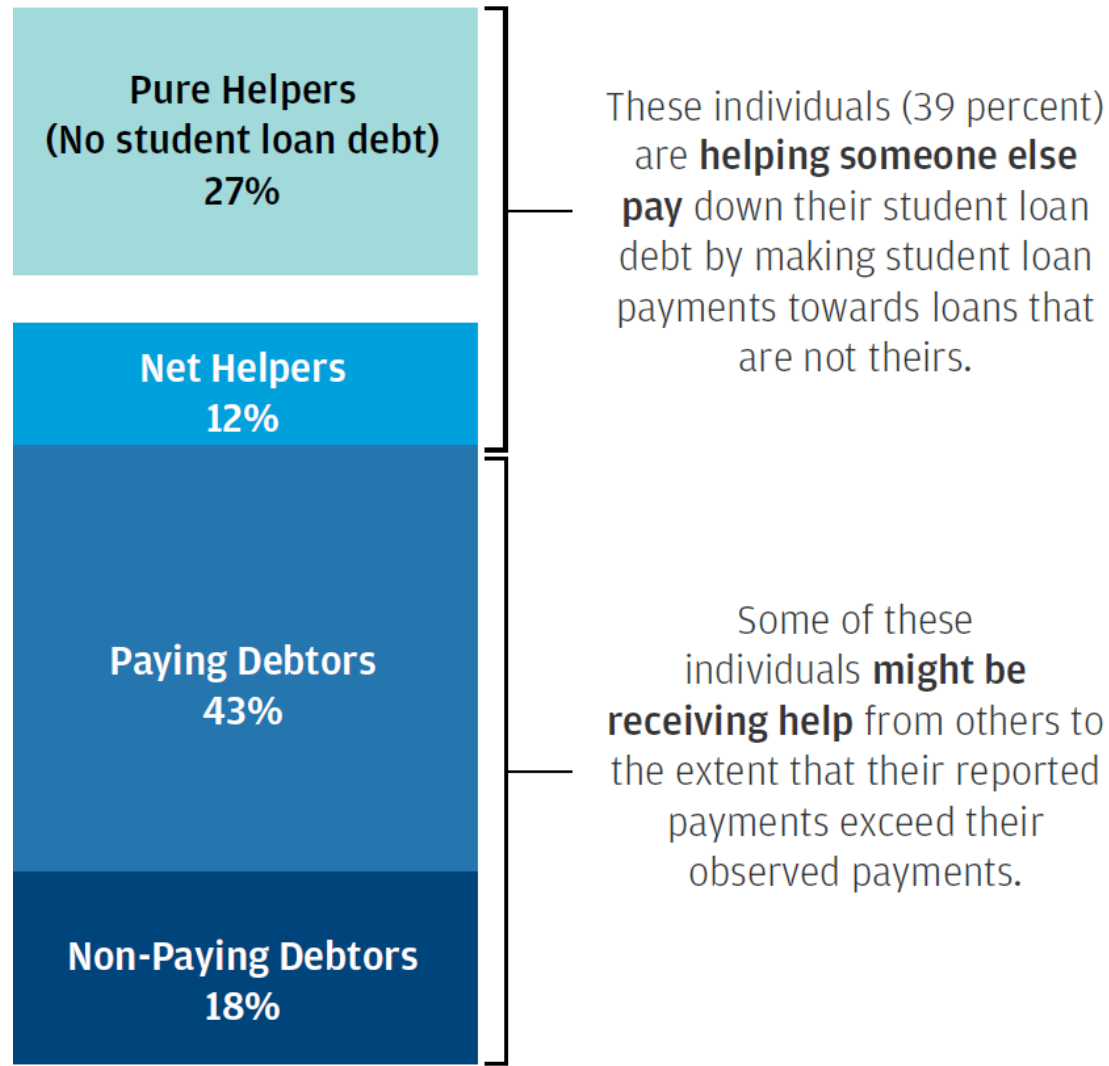 Pure Helpers
(No student loan debt)
27%
These individuals (39 percent)
are helping someone else
pay down their student loan
debt by making student loan
payments towards loans that
are not theirs.
Net Helpers
12%
Paying Debtors
43%
Some of these
individuals might be
receiving help from others to
the extent that their reported
payments exceed their
observed payments.
Non-Paying Debtors
18%